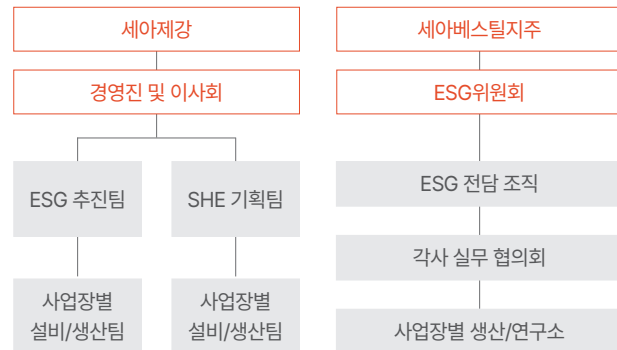 세아제강
경영진 및 이사회
ESG 추진팀
SHE 기획팀
사업장별
설비/생산팀
사업장별
설비/생산팀
세아베스틸지주
ESG위원회
ESG 전담 조직
각사 실무 협의회
사업장별 생산/연구소